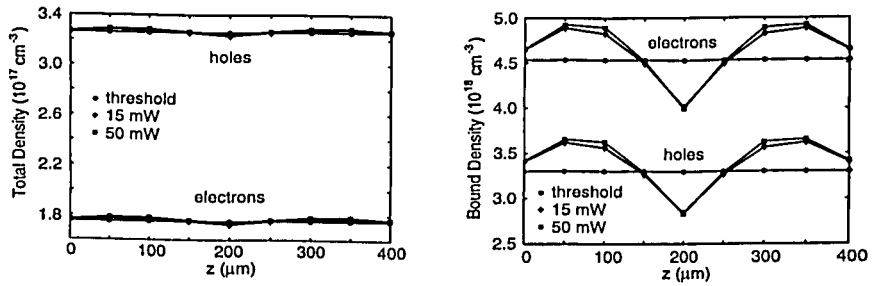 3.6
3.2
2.8
2.4
2.0
1.8
Total Density (10^17 cm^-3)
holes
threshold
15 mW
50 mW
electrons
0
100
200
300
400
z (μm)
5.0
4.5
4.0
3.5
3.0
2.5
Bound Density (10^18 cm^-3)
electrons
holes
threshold
15 mW
50 mW
0
100
200
300
400
z (μm)